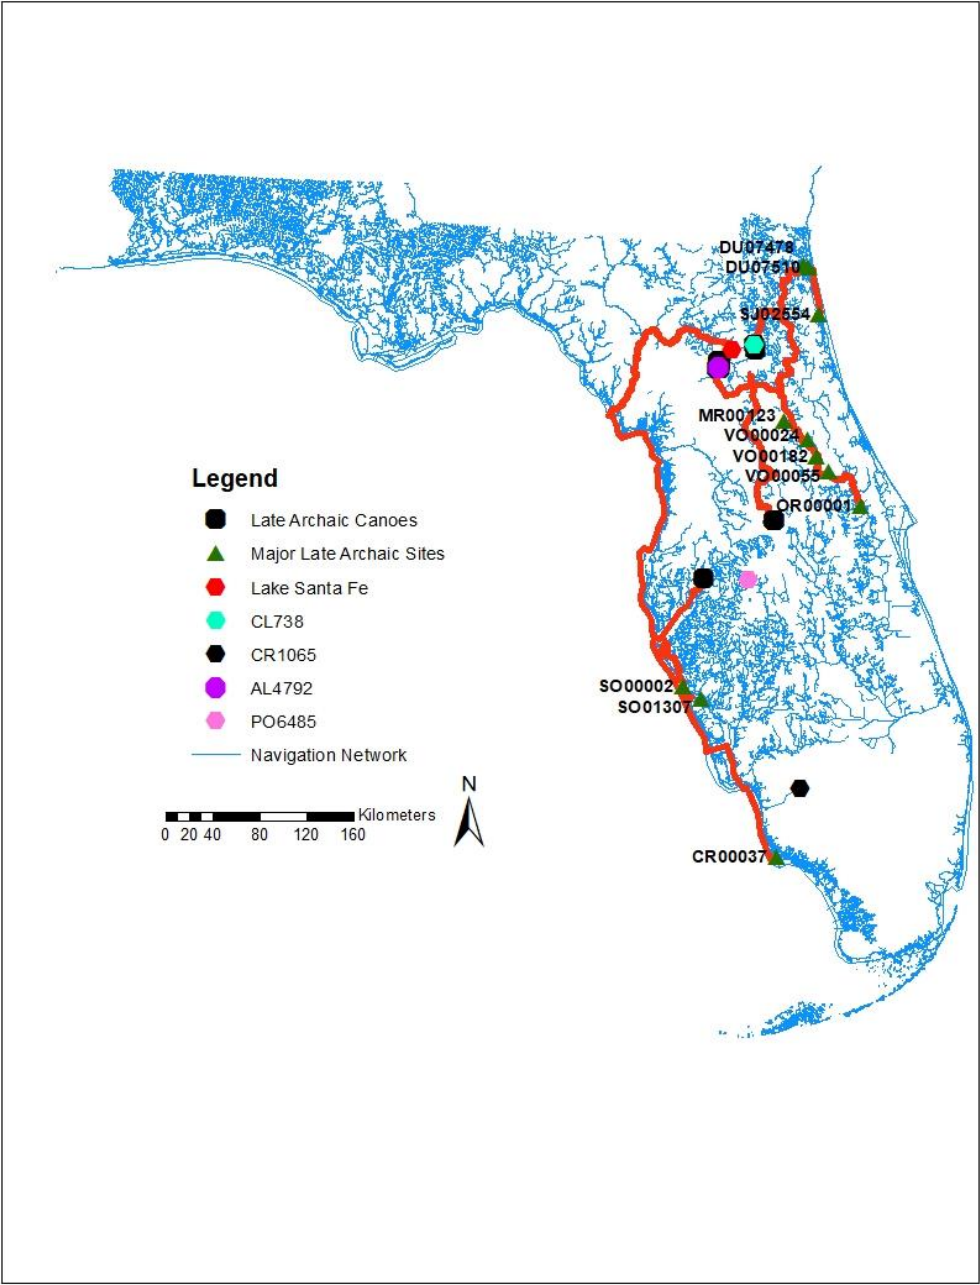 DU07478
DU07510
SJ02554
MR00123
VO00024
VO00182
VO00055
OR00001
Legend
Late Archaic Canoes
Major Late Archaic Sites
Lake Santa Fe
CL738
CR1065
AL4792
PO6485
Navigation Network
SO00002
SO01307
N
Kilometers
0 20 40 80 120 160
CR00037